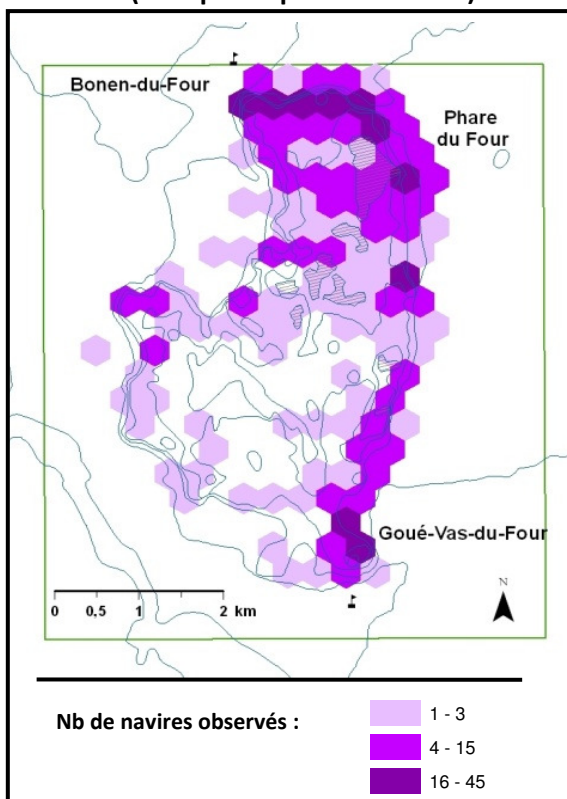 Bonen-du-Four
Phare
du Four
Goué-Vas-du-Four
N
0 0,5 1 2 km
Nb de navires observés :
1 - 3
4 - 15
16 - 45